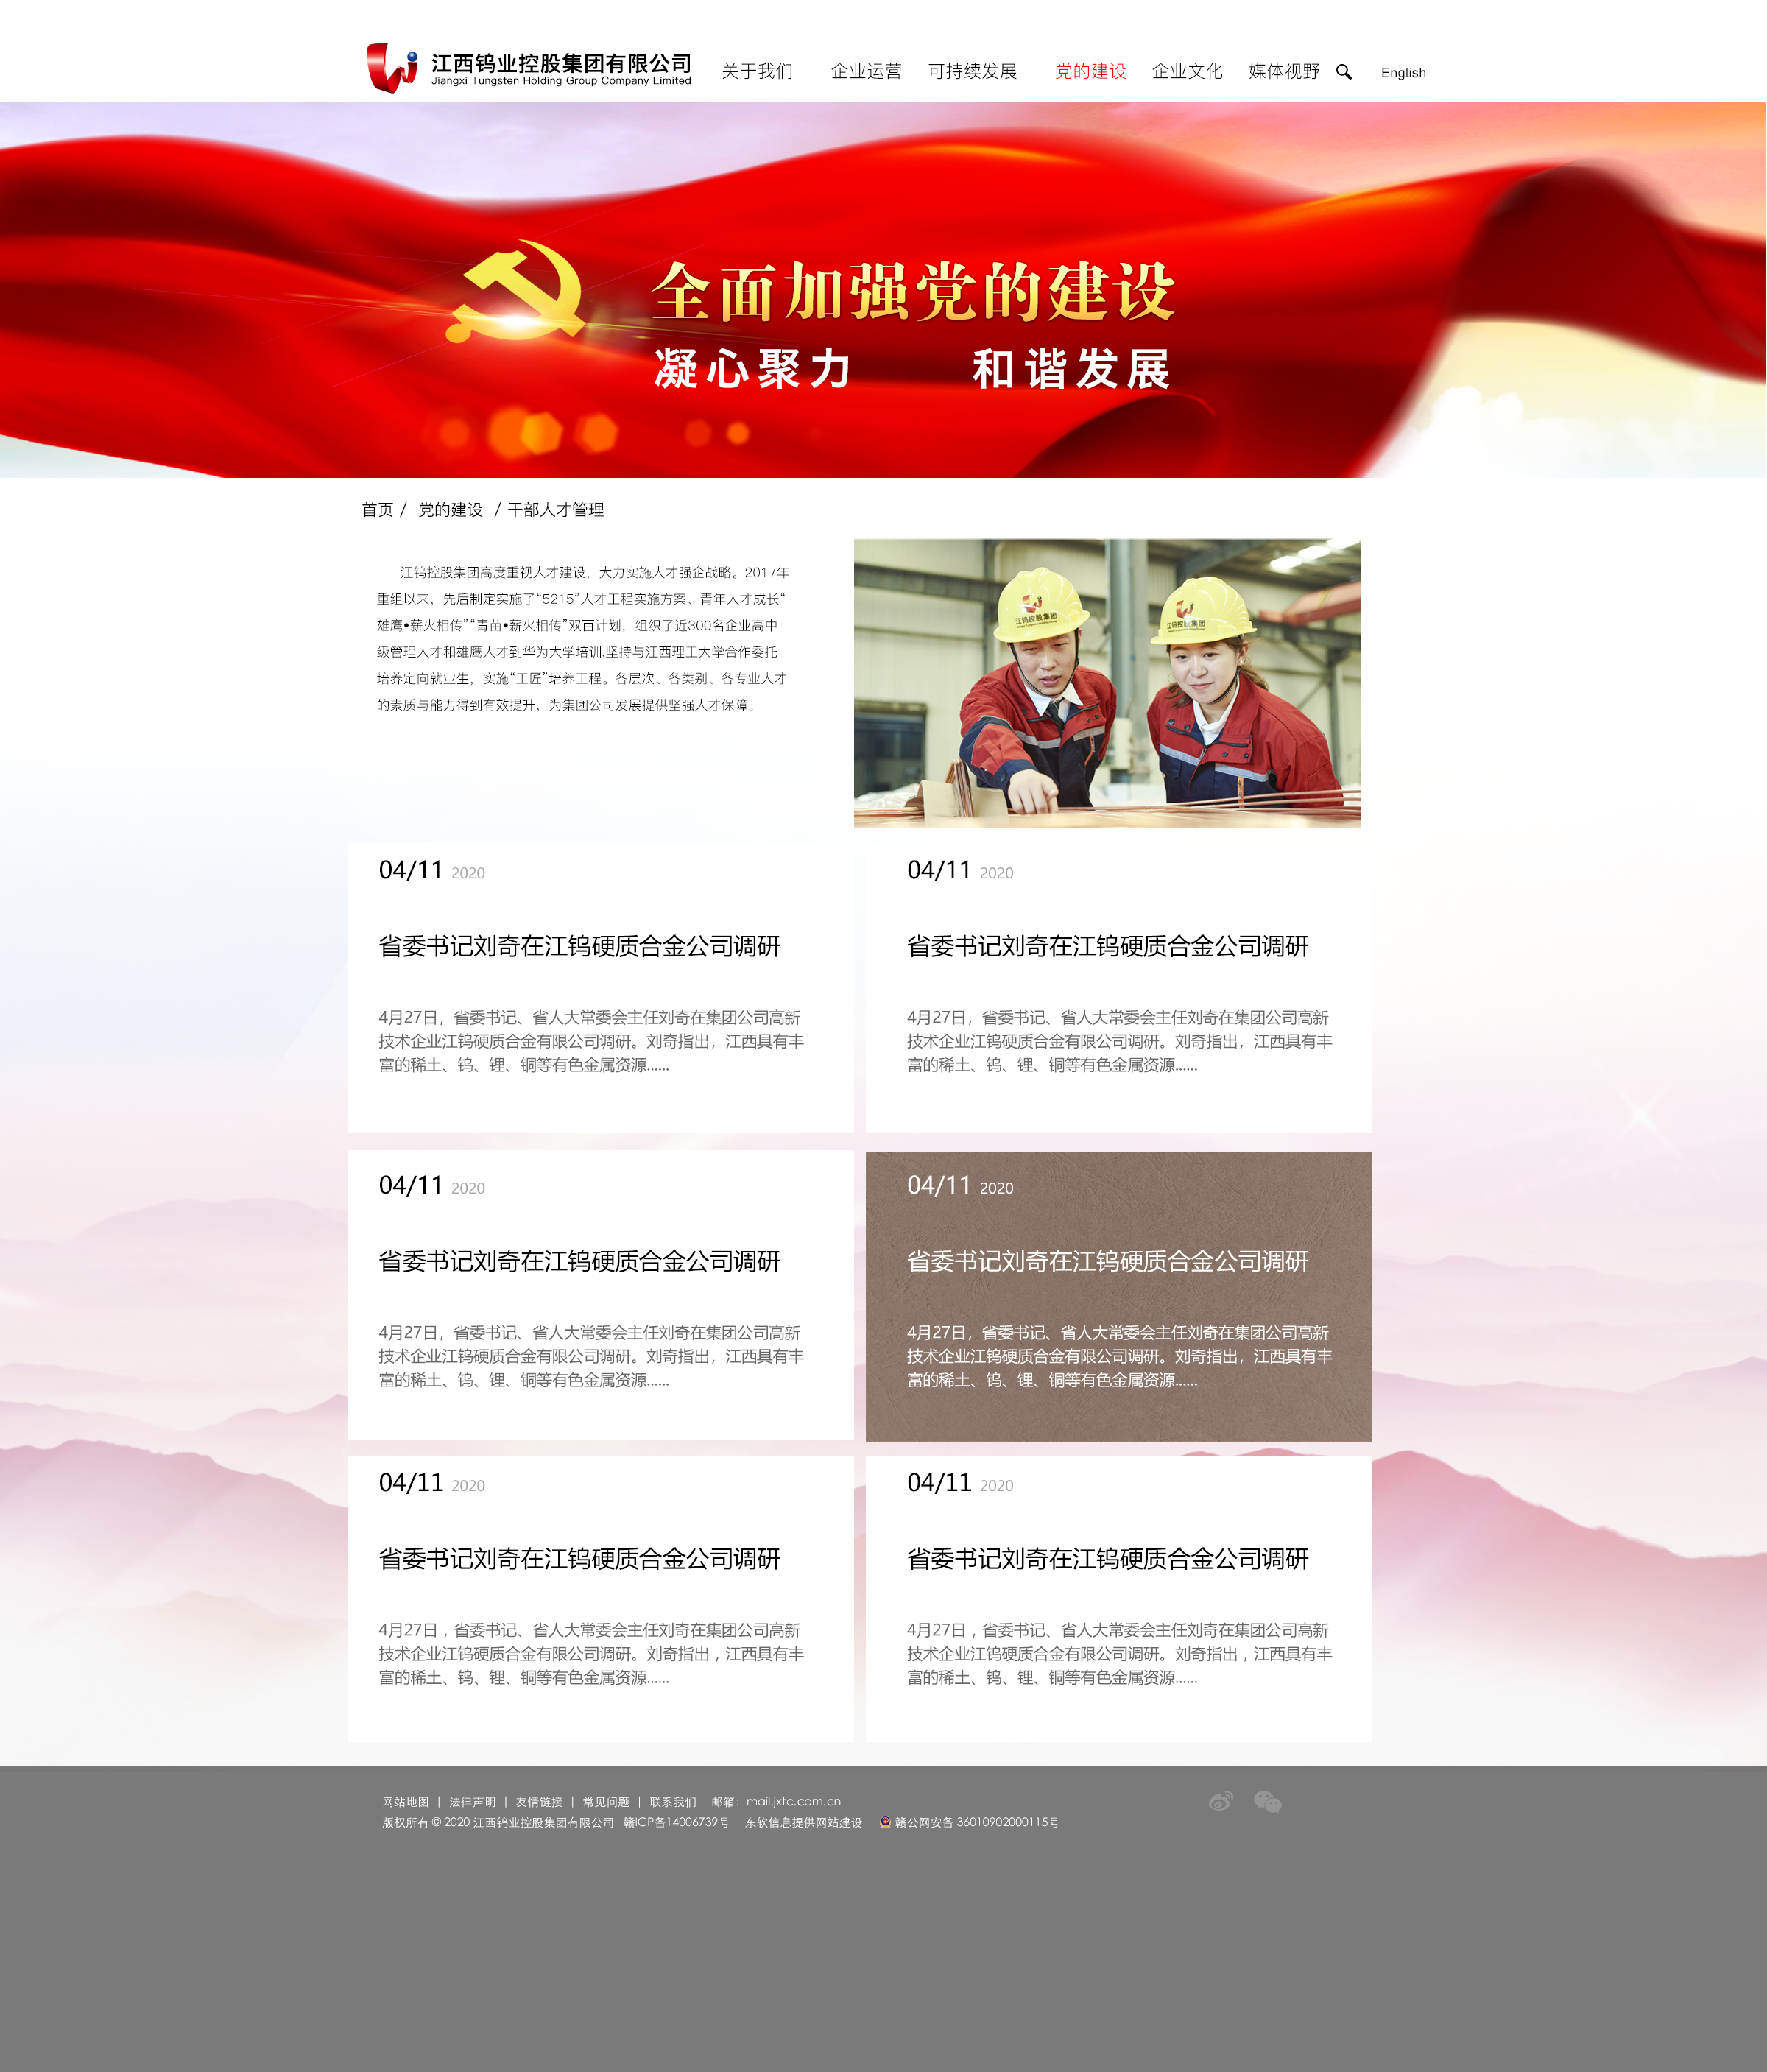 江西钨业控股集团有限公司
Jiangxi Tungsten Holding Group Company Limited
关于我们 企业运营 可持续发展 党的建设 企业文化 媒体视野 English
全面加强党的建设
凝心聚力 和谐发展
首页 / 党的建设 / 干部人才管理
江钨控股集团高度重视人才建设，大力实施人才强企战略。2017年
重组以来，先后制定实施了“5215”人才工程实施方案、青年人才成长“
雄鹰•薪火相传”“青苗•薪火相传”双百计划，组织了近300名企业高中
级管理人才和雄鹰人才到华为大学培训,坚持与江西理工大学合作委托
培养定向就业生，实施“工匠”培养工程。各层次、各类别、各专业人才
的素质与能力得到有效提升，为集团公司发展提供坚强人才保障。
江钨控股集团
江钨控股集团
04/11 2020
省委书记刘奇在江钨硬质合金公司调研
4月27日，省委书记、省人大常委会主任刘奇在集团公司高新
技术企业江钨硬质合金有限公司调研。刘奇指出，江西具有丰
富的稀土、钨、锂、铜等有色金属资源......
04/11 2020
省委书记刘奇在江钨硬质合金公司调研
4月27日，省委书记、省人大常委会主任刘奇在集团公司高新
技术企业江钨硬质合金有限公司调研。刘奇指出，江西具有丰
富的稀土、钨、锂、铜等有色金属资源......
04/11 2020
省委书记刘奇在江钨硬质合金公司调研
4月27日，省委书记、省人大常委会主任刘奇在集团公司高新
技术企业江钨硬质合金有限公司调研。刘奇指出，江西具有丰
富的稀土、钨、锂、铜等有色金属资源......
04/11 2020
省委书记刘奇在江钨硬质合金公司调研
4月27日，省委书记、省人大常委会主任刘奇在集团公司高新
技术企业江钨硬质合金有限公司调研。刘奇指出，江西具有丰
富的稀土、钨、锂、铜等有色金属资源......
04/11 2020
省委书记刘奇在江钨硬质合金公司调研
4月27日，省委书记、省人大常委会主任刘奇在集团公司高新
技术企业江钨硬质合金有限公司调研。刘奇指出，江西具有丰
富的稀土、钨、锂、铜等有色金属资源......
04/11 2020
省委书记刘奇在江钨硬质合金公司调研
4月27日，省委书记、省人大常委会主任刘奇在集团公司高新
技术企业江钨硬质合金有限公司调研。刘奇指出，江西具有丰
富的稀土、钨、锂、铜等有色金属资源......
网站地图 | 法律声明 | 友情链接 | 常见问题 | 联系我们 邮箱：mail.jxtc.com.cn
版权所有 © 2020 江西钨业控股集团有限公司 赣ICP备14006739号 东软信息提供网站建设 赣公网安备 36010902000115号